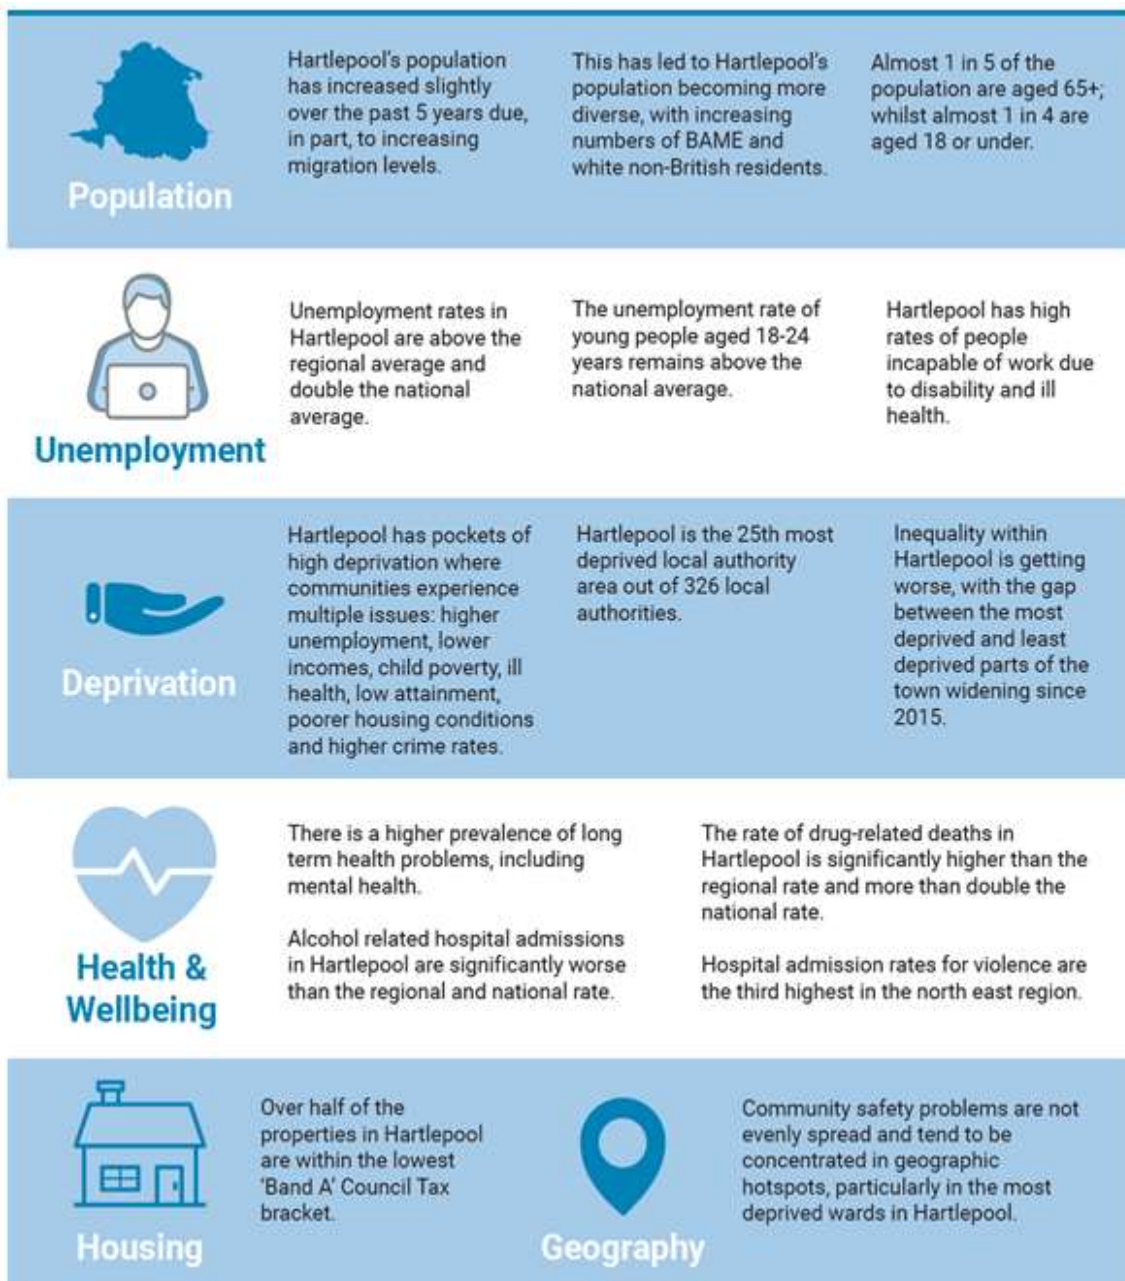 Population
Hartlepool's population
has increased slightly
over the past 5 years due,
in part, to increasing
migration levels.
This has led to Hartlepool's
population becoming more
diverse, with increasing
numbers of BAME and
white non-British residents.
Almost 1 in 5 of the
population are aged 65+;
whilst almost 1 in 4 are
aged 18 or under.
Unemployment
Unemployment rates in
Hartlepool are above the
regional average and
double the national
average.
The unemployment rate of
young people aged 18-24
years remains above the
national average.
Hartlepool has high
rates of people
incapable of work due
to disability and ill
health.
Deprivation
Hartlepool has pockets of
high deprivation where
communities experience
multiple issues: higher
unemployment, lower
incomes, child poverty, ill
health, low attainment,
poorer housing conditions
and higher crime rates.
Hartlepool is the 25th most
deprived local authority
area out of 326 local
authorities.
Inequality within
Hartlepool is getting
worse, with the gap
between the most
deprived and least
deprived parts of the
town widening since
2015.
Health &
Wellbeing
There is a higher prevalence of long
term health problems, including
mental health.
Alcohol related hospital admissions
in Hartlepool are significantly worse
than the regional and national rate.
The rate of drug-related deaths in
Hartlepool is significantly higher than the
regional rate and more than double the
national rate.
Hospital admission rates for violence are
the third highest in the north east region.
Housing
Over half of the
properties in Hartlepool
are within the lowest
'Band A' Council Tax
bracket.
Geography
Community safety problems are not
evenly spread and tend to be
concentrated in geographic
hotspots, particularly in the most
deprived wards in Hartlepool.